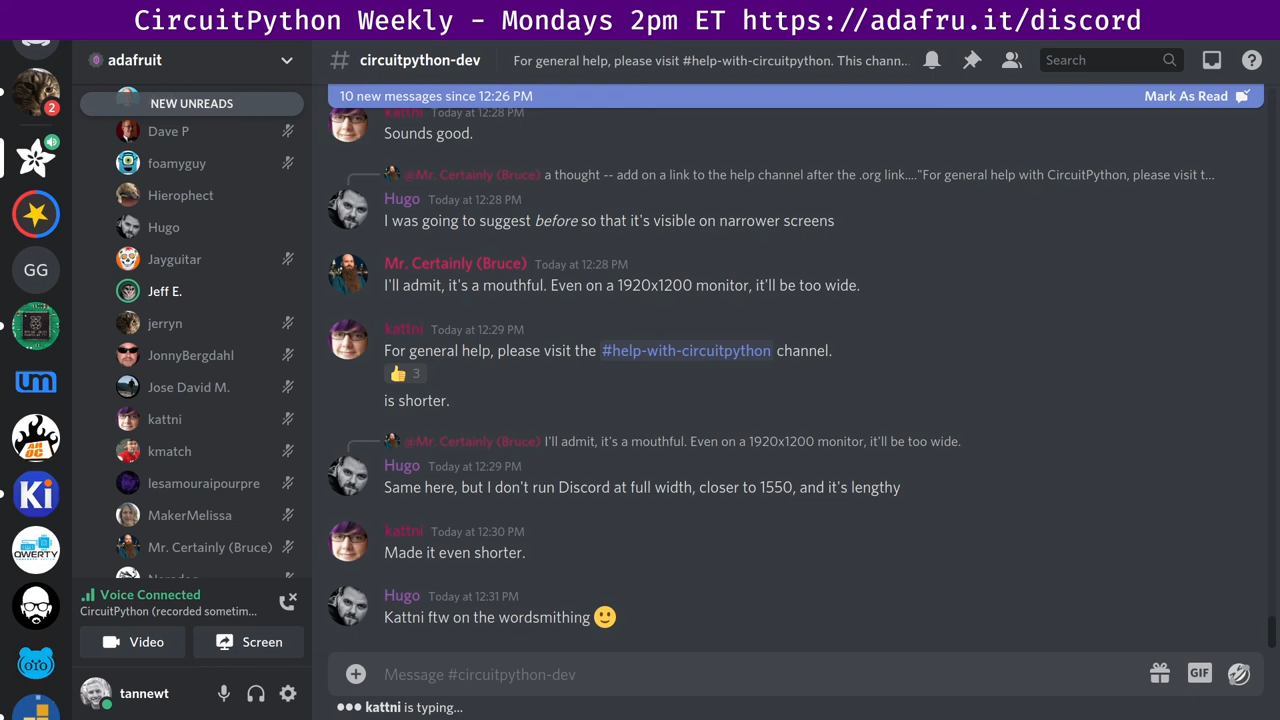 CircuitPython Weekly – Mondays 2pm ET https://adafru.it/discord
adafruit
NEW UNREADS
Dave P
foamyguy
Hierophect
Hugo
Jayguitar
Jeff E.
jerryn
JonnyBergdahl
Jose David M.
kattni
kmatch
lesamouraipourpre
MakerMelissa
Mr. Certainly (Bruce)
Voice Connected
CircuitPython (recorded sometim...
Video
Screen
tannewt
2
GG
um
AHOC
Ki
QWERTY
# circuitpython-dev
For general help, please visit #help-with-circuitpython. This chann...
Search
10 new messages since 12:26 PM
Mark As Read
kattni Today at 12:28 PM
Sounds good.
@Mr. Certainly (Bruce) a thought -- add on a link to the help channel after the .org link...."For general help with CircuitPython, please visit t...
Hugo Today at 12:28 PM
I was going to suggest before so that it's visible on narrower screens
Mr. Certainly (Bruce) Today at 12:28 PM
I'll admit, it's a mouthful. Even on a 1920x1200 monitor, it'll be too wide.
kattni Today at 12:29 PM
For general help, please visit the #help-with-circuitpython channel.
👍 3
is shorter.
@Mr. Certainly (Bruce) I'll admit, it's a mouthful. Even on a 1920x1200 monitor, it'll be too wide.
Hugo Today at 12:29 PM
Same here, but I don't run Discord at full width, closer to 1550, and it's lengthy
kattni Today at 12:30 PM
Made it even shorter.
Hugo Today at 12:31 PM
Kattni ftw on the wordsmithing 🙂
Message #circuitpython-dev
GIF
kattni is typing...